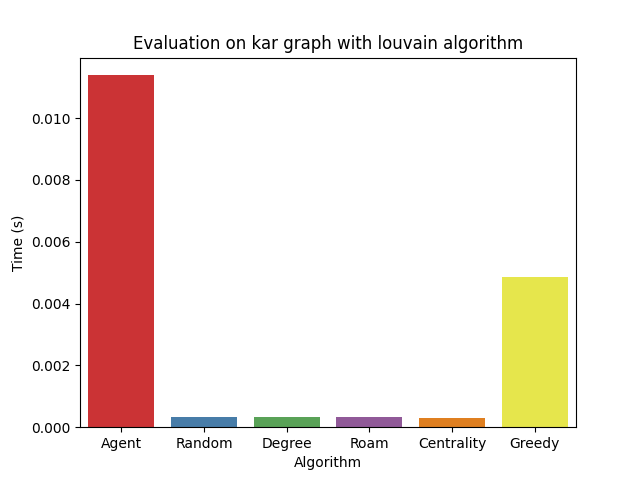 Evaluation on kar graph with louvain algorithm
0.010
0.008
0.006
0.004
0.002
0.000
Time (s)
Agent Random Degree Roam Centrality Greedy
Algorithm